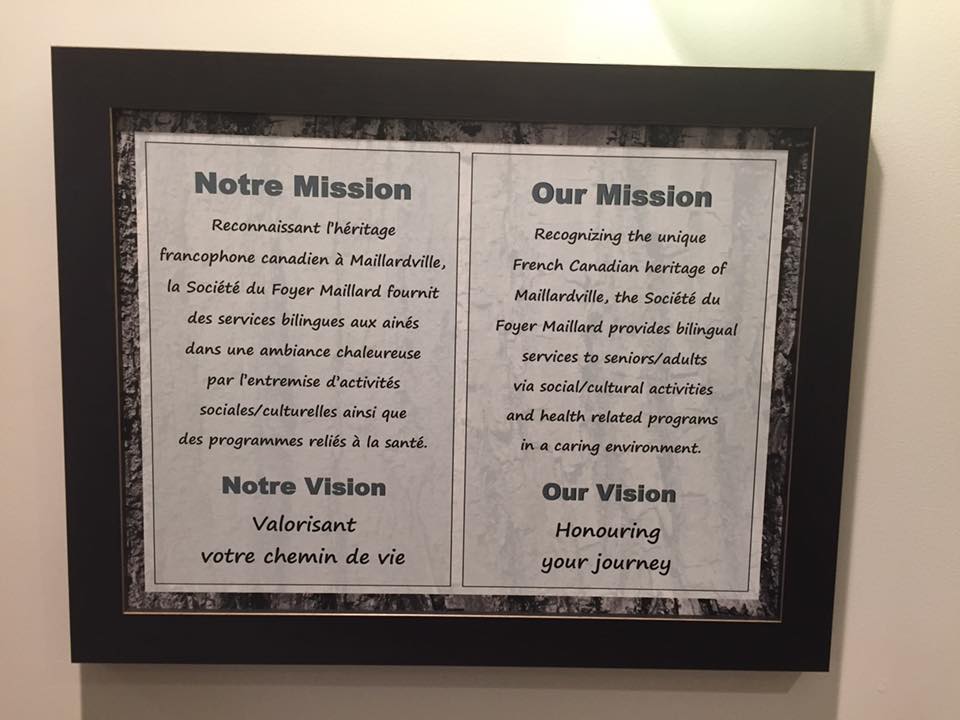 Notre Mission
Reconnaissant l'héritage
francophone canadien à Maillardville,
la Société du Foyer Maillard fournit
des services bilingues aux ainés
dans une ambiance chaleureuse
par l'entremise d'activités
sociales/culturelles ainsi que
des programmes reliés à la santé.
Notre Vision
Valorisant
votre chemin de vie
Our Mission
Recognizing the unique
French Canadian heritage of
Maillardville, the Société du
Foyer Maillard provides bilingual
services to seniors/adults
via social/cultural activities
and health related programs
in a caring environment.
Our Vision
Honouring
your journey